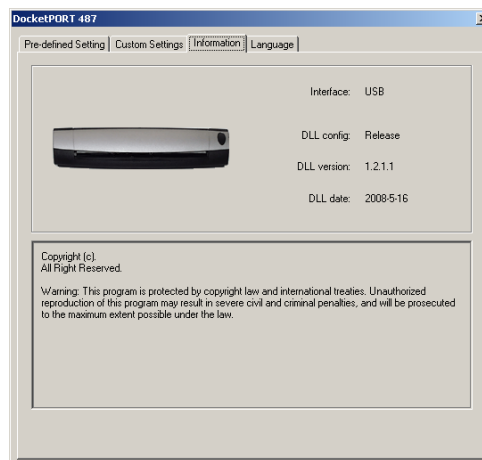 DocketPORT 487
Pre-defined Setting Custom Settings Information Language
Interface: USB
DLL config: Release
DLL version: 1.2.1.1
DLL date: 2008-5-16
Copyright (c).
All Right Reserved.
Warning: This program is protected by copyright law and international treaties. Unauthorized
reproduction of this program may result in severe civil and criminal penalties, and will be prosecuted
to the maximum extent possible under the law.